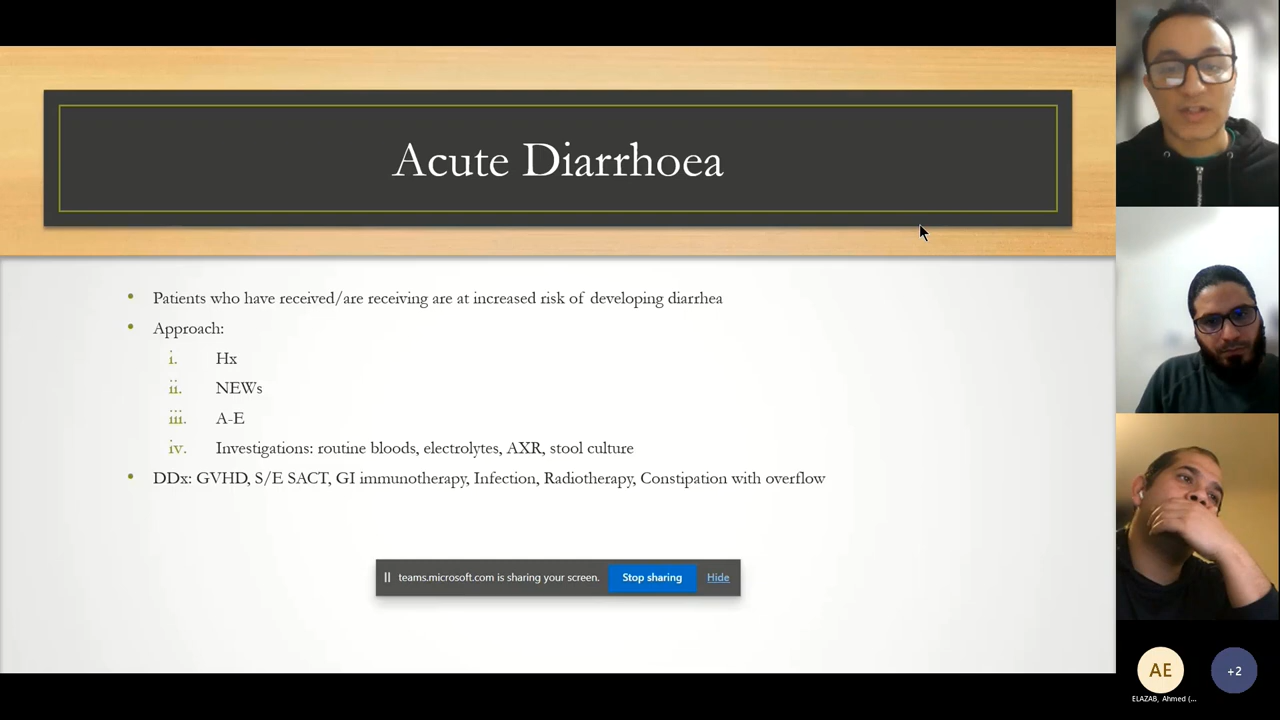 Acute Diarrhoea
• Patients who have received/are receiving are at increased risk of developing diarrhea
• Approach:
i. Hx
ii. NEWs
iii. A-E
iv. Investigations: routine bloods, electrolytes, AXR, stool culture
• DDx: GVHD, S/E SACT, GI immunotherapy, Infection, Radiotherapy, Constipation with overflow
teams.microsoft.com is sharing your screen. Stop sharing Hide
AE +2
ELAZAB, Ahmed (...